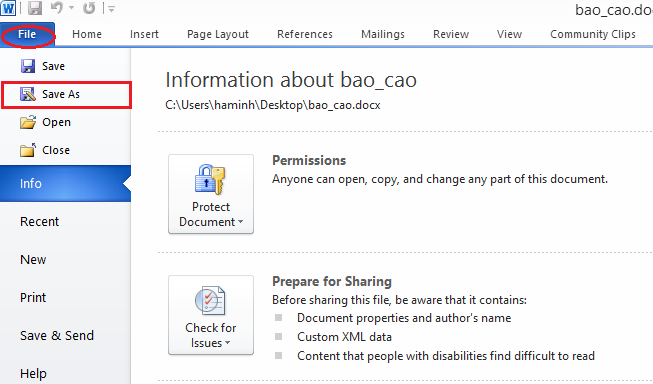 bao_cao.do
File Home Insert Page Layout References Mailings Review View Community Clips
Save
Save As
Open
Close
Info
Recent
New
Print
Save & Send
Help
Information about bao_cao
C:\Users\haminh\Desktop\bao_cao.docx
Protect
Document
Permissions
Anyone can open, copy, and change any part of this document.
Check for
Issues
Prepare for Sharing
Before sharing this file, be aware that it contains:
Document properties and author's name
Custom XML data
Content that people with disabilities find difficult to read